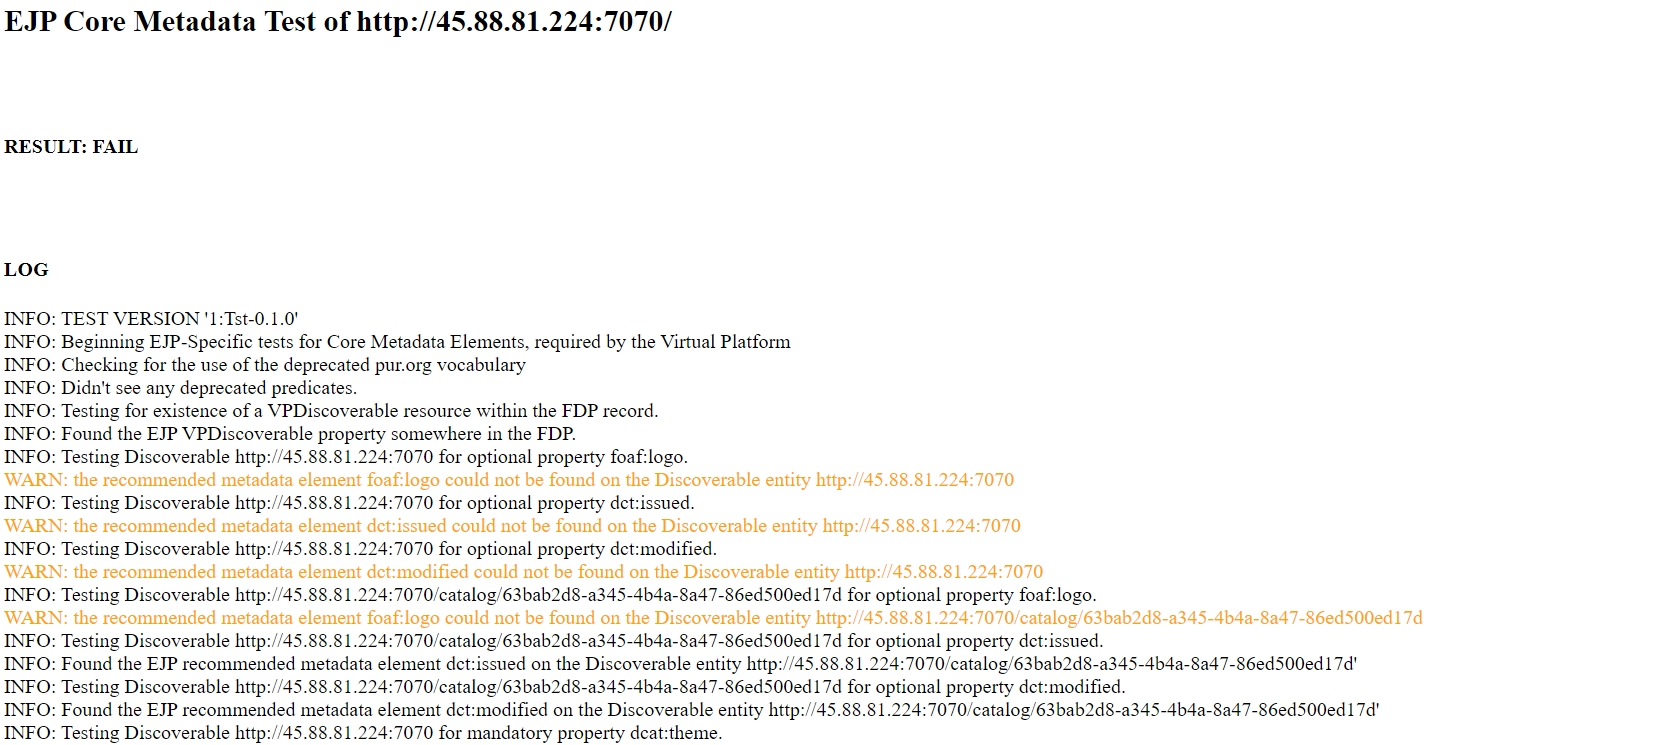 EJP Core Metadata Test of http://45.88.81.224:7070/
RESULT: FAIL
LOG
INFO: TEST VERSION '1:Tst-0.1.0'
INFO: Beginning EJP-Specific tests for Core Metadata Elements, required by the Virtual Platform
INFO: Checking for the use of the deprecated pur.org vocabulary
INFO: Didn't see any deprecated predicates.
INFO: Testing for existence of a VPDiscoverable resource within the FDP record.
INFO: Found the EJP VPDiscoverable property somewhere in the FDP.
INFO: Testing Discoverable http://45.88.81.224:7070 for optional property foaf:logo.
WARN: the recommended metadata element foaf:logo could not be found on the Discoverable entity http://45.88.81.224:7070
INFO: Testing Discoverable http://45.88.81.224:7070 for optional property dct:issued.
WARN: the recommended metadata element dct:issued could not be found on the Discoverable entity http://45.88.81.224:7070
INFO: Testing Discoverable http://45.88.81.224:7070 for optional property dct:modified.
WARN: the recommended metadata element dct:modified could not be found on the Discoverable entity http://45.88.81.224:7070
INFO: Testing Discoverable http://45.88.81.224:7070/catalog/63bab2d8-a345-4b4a-8a47-86ed500ed17d for optional property foaf:logo.
WARN: the recommended metadata element foaf:logo could not be found on the Discoverable entity http://45.88.81.224:7070/catalog/63bab2d8-a345-4b4a-8a47-86ed500ed17d
INFO: Testing Discoverable http://45.88.81.224:7070/catalog/63bab2d8-a345-4b4a-8a47-86ed500ed17d for optional property dct:issued.
INFO: Found the EJP recommended metadata element dct:issued on the Discoverable entity http://45.88.81.224:7070/catalog/63bab2d8-a345-4b4a-8a47-86ed500ed17d'
INFO: Testing Discoverable http://45.88.81.224:7070/catalog/63bab2d8-a345-4b4a-8a47-86ed500ed17d for optional property dct:modified.
INFO: Found the EJP recommended metadata element dct:modified on the Discoverable entity http://45.88.81.224:7070/catalog/63bab2d8-a345-4b4a-8a47-86ed500ed17d'
INFO: Testing Discoverable http://45.88.81.224:7070 for mandatory property dcat:theme.